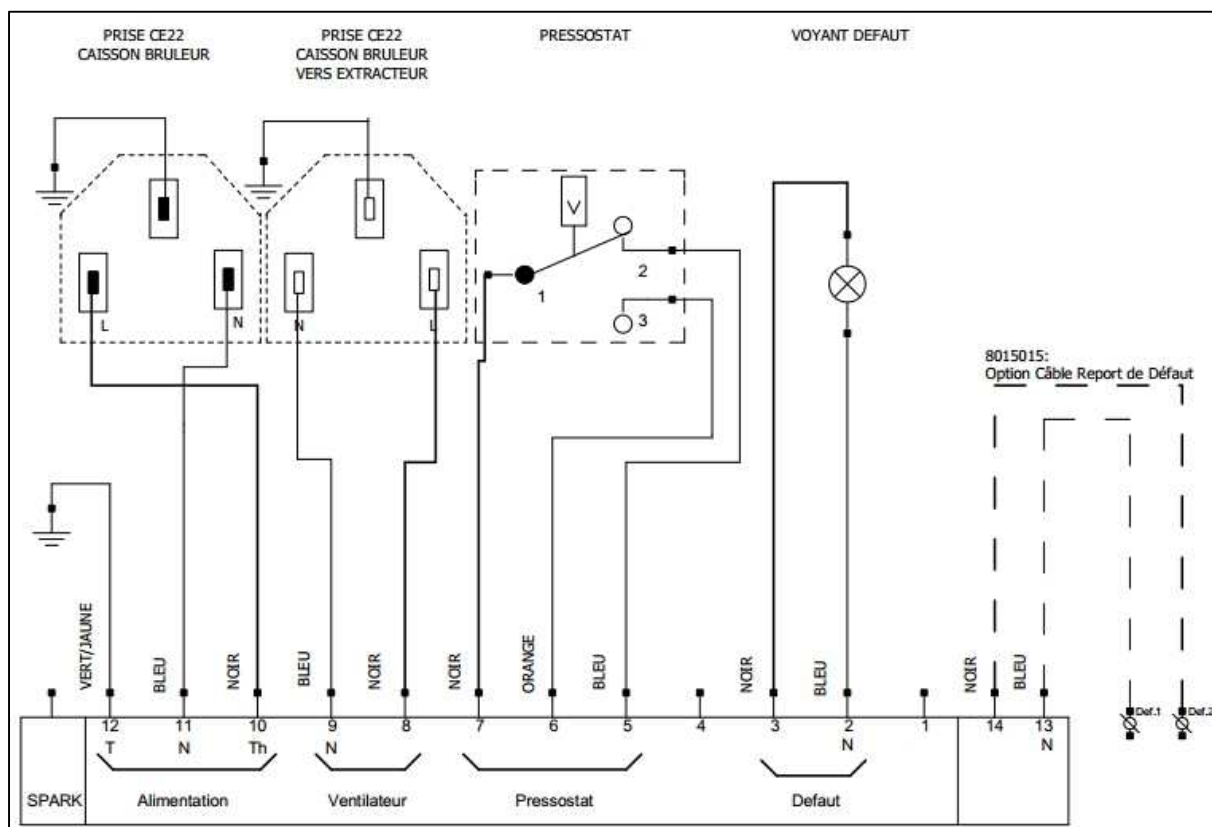 PRISE CE22
CAISSON BRULEUR
PRISE CE22
CAISSON BRULEUR
VERS EXTRACTEUR
PRESSOSTAT
VOYANT DEFAUT
L
N
N
L
V
1
2
3
8015015:
Option Câble Report de Défaut
VERT/JAUNE
BLEU
NOIR
BLEU
NOIR
NOIR
ORANGE
BLEU
NOIR
BLEU
NOIR
BLEU
12 11 10 9 8 7 6 5 4 3 2 1 14 13
T N Th N N N
Def.1
Def.2
SPARK
Alimentation
Ventilateur
Pressostat
Defaut